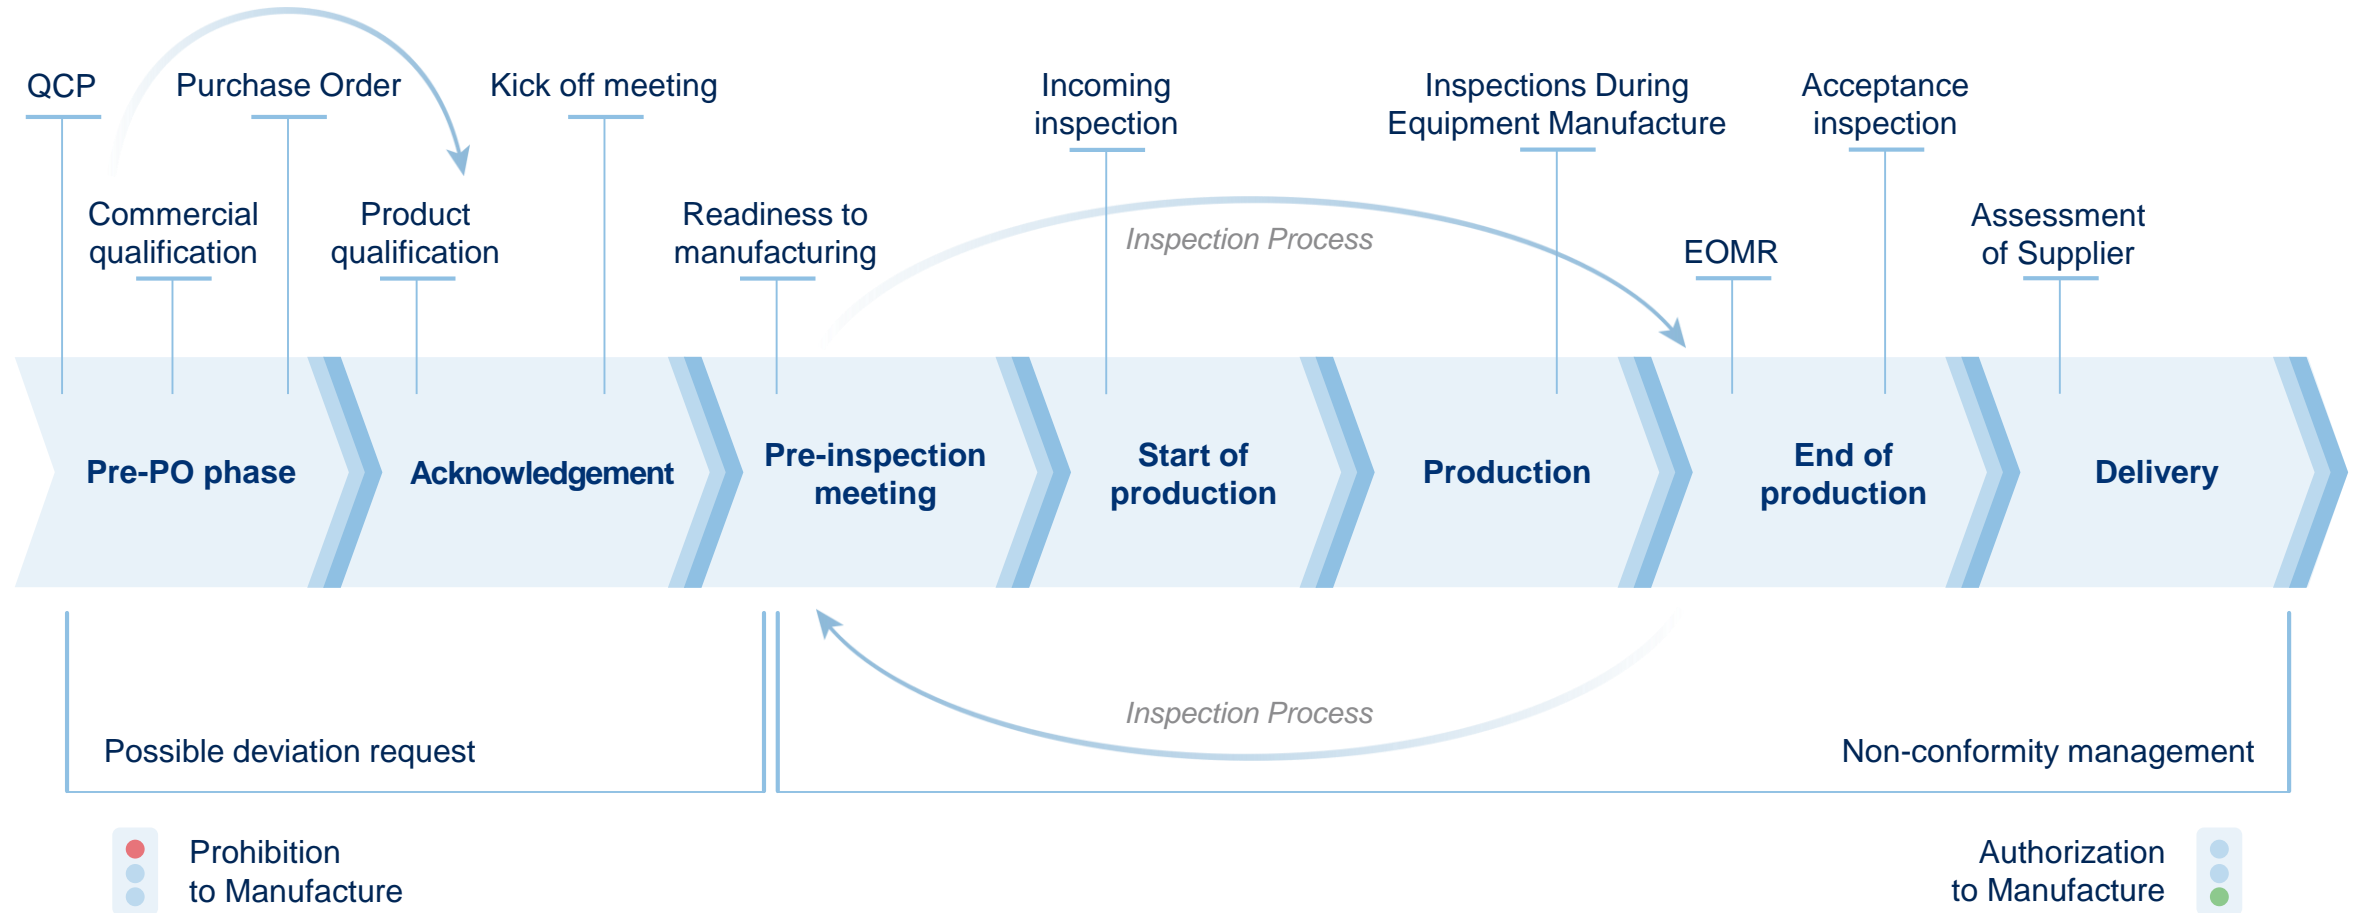 QCP
Purchase Order
Kick off meeting
Incoming
inspection
Inspections During
Equipment Manufacture
Acceptance
inspection
Commercial
qualification
Product
qualification
Readiness to
manufacturing
Inspection Process
EOMR
Assessment
of Supplier
Pre-PO phase
Acknowledgement
Pre-inspection
meeting
Start of
production
Production
End of
production
Delivery
Inspection Process
Possible deviation request
Non-conformity management
Prohibition
to Manufacture
Authorization
to Manufacture